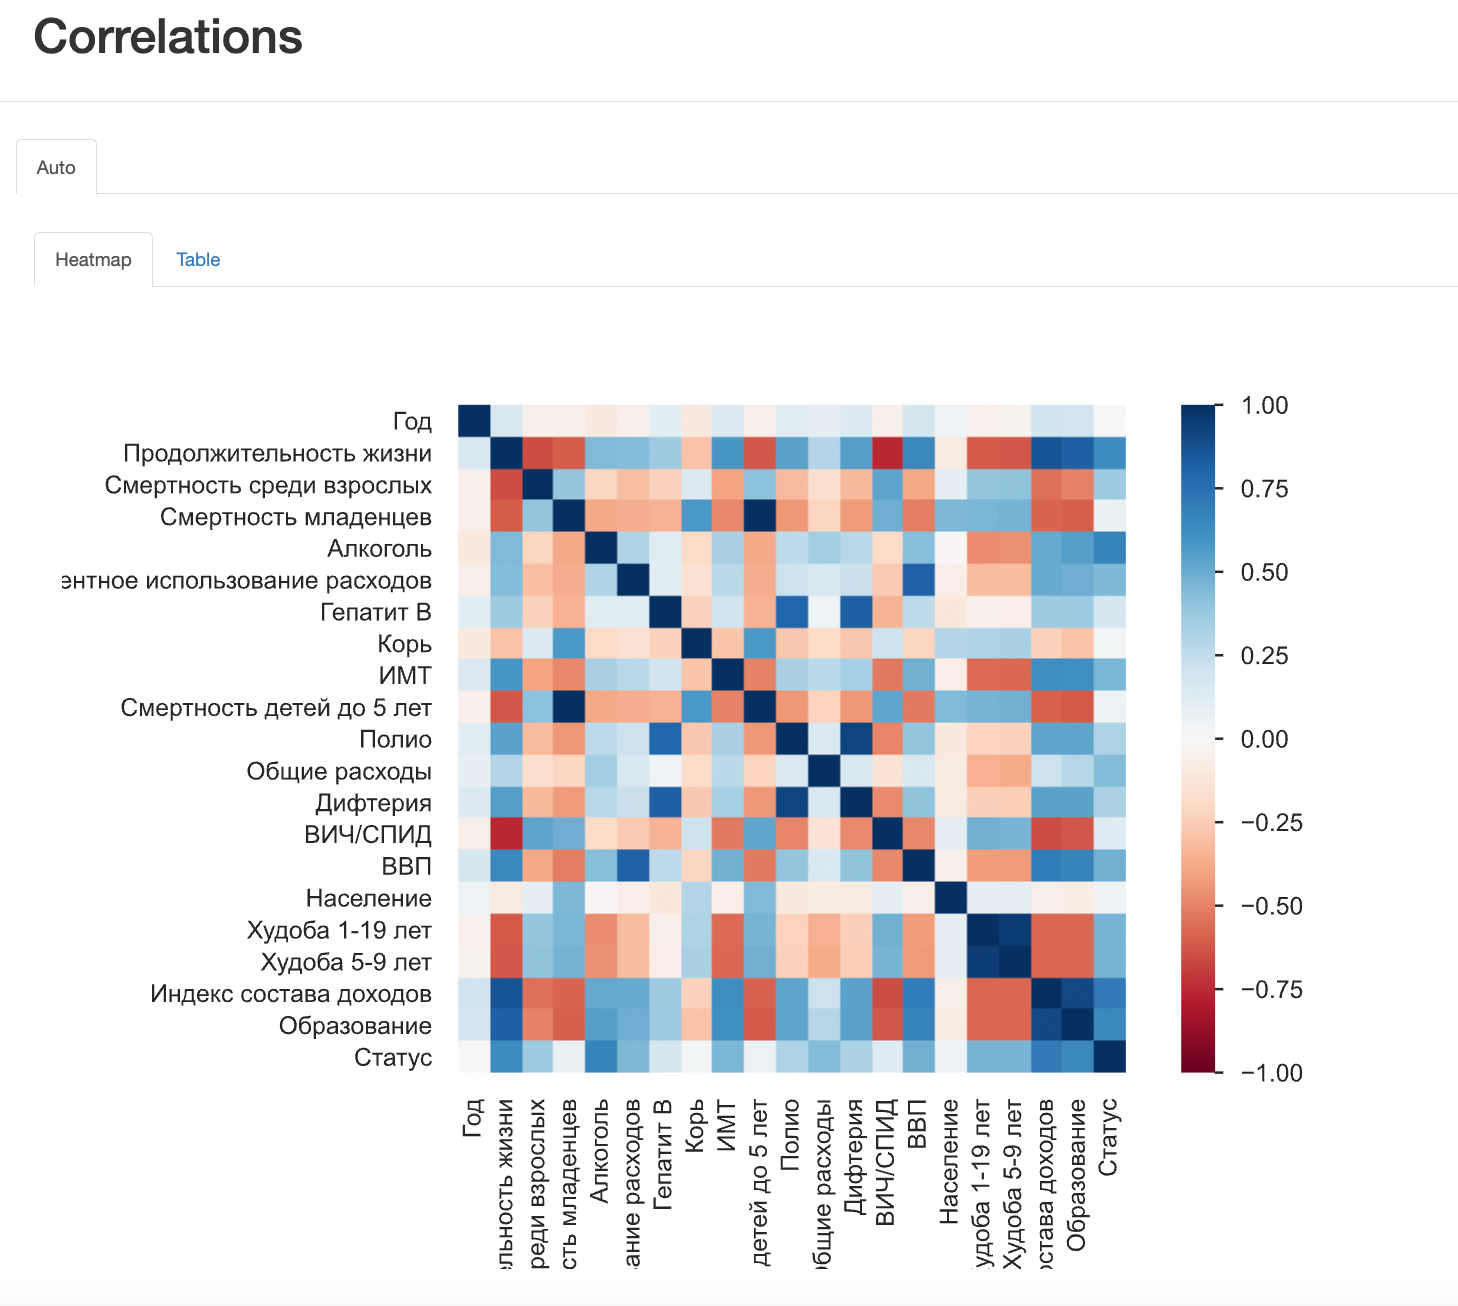 Correlations
Auto
Heatmap Table
Год
Продолжительность жизни
Смертность среди взрослых
Смертность младенцев
Алкоголь
ентное использование расходов
Гепатит B
Корь
ИМТ
Смертность детей до 5 лет
Полио
Общие расходы
Дифтерия
ВИЧ/СПИД
ВВП
Население
Худоба 1-19 лет
Худоба 5-9 лет
Индекс состава доходов
Образование
Статус
1.00
0.75
0.50
0.25
0.00
−0.25
−0.50
−0.75
−1.00
Год
ельность жизни
реди взрослых
сть младенцев
Алкоголь
ание расходов
Гепатит B
Корь
ИМТ
детей до 5 лет
Полио
Общие расходы
Дифтерия
ВИЧ/СПИД
ВВП
Население
удоба 1-19 лет
Худоба 5-9 лет
остава доходов
Образование
Статус